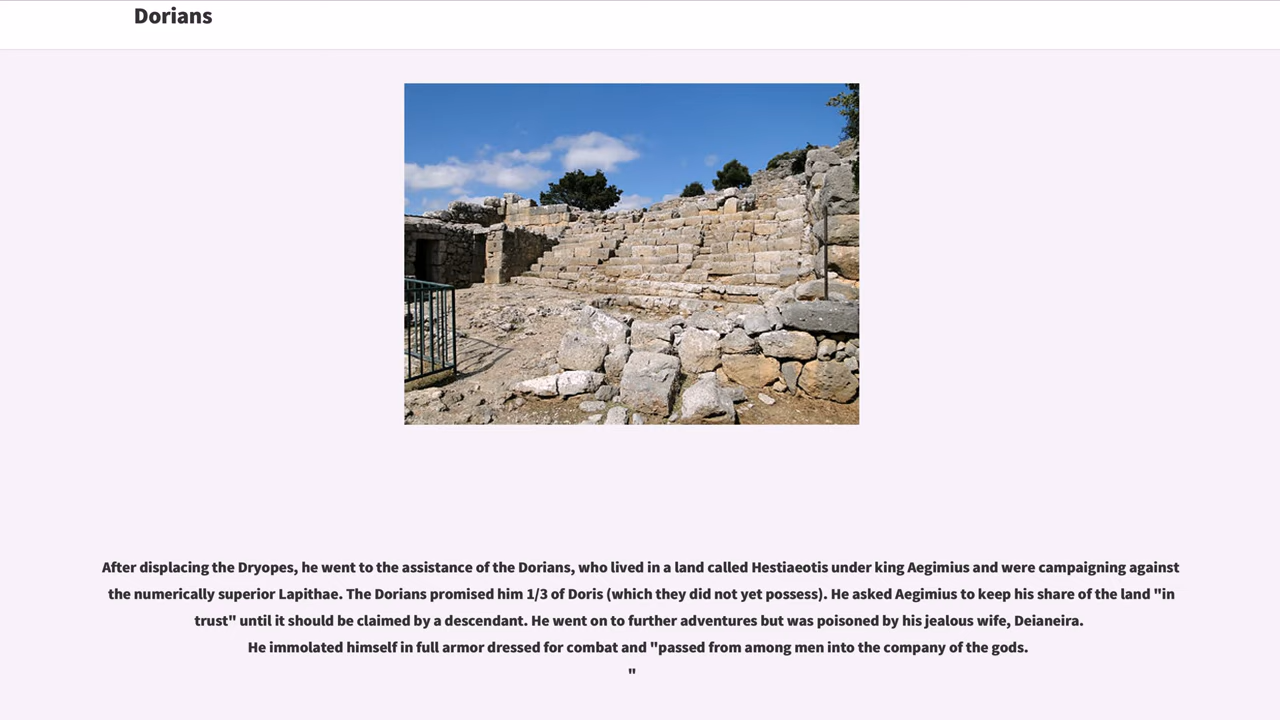 Dorians
After displacing the Dryopes, he went to the assistance of the Dorians, who lived in a land called Hestiaeotis under king Aegimius and were campaigning against
the numerically superior Lapithae. The Dorians promised him 1/3 of Doris (which they did not yet possess). He asked Aegimius to keep his share of the land "in
trust" until it should be claimed by a descendant. He went on to further adventures but was poisoned by his jealous wife, Deianeira.
He immolated himself in full armor dressed for combat and "passed from among men into the company of the gods.
"